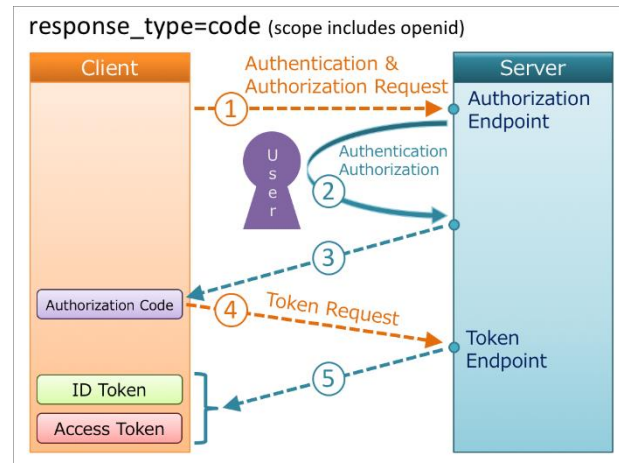 response_type=code (scope includes openid)
Client
Authentication &
Authorization Request
Server
1
Authorization
Endpoint
User
Authentication
Authorization
2
3
Authorization Code
4
Token Request
Token
Endpoint
5
ID Token
Access Token